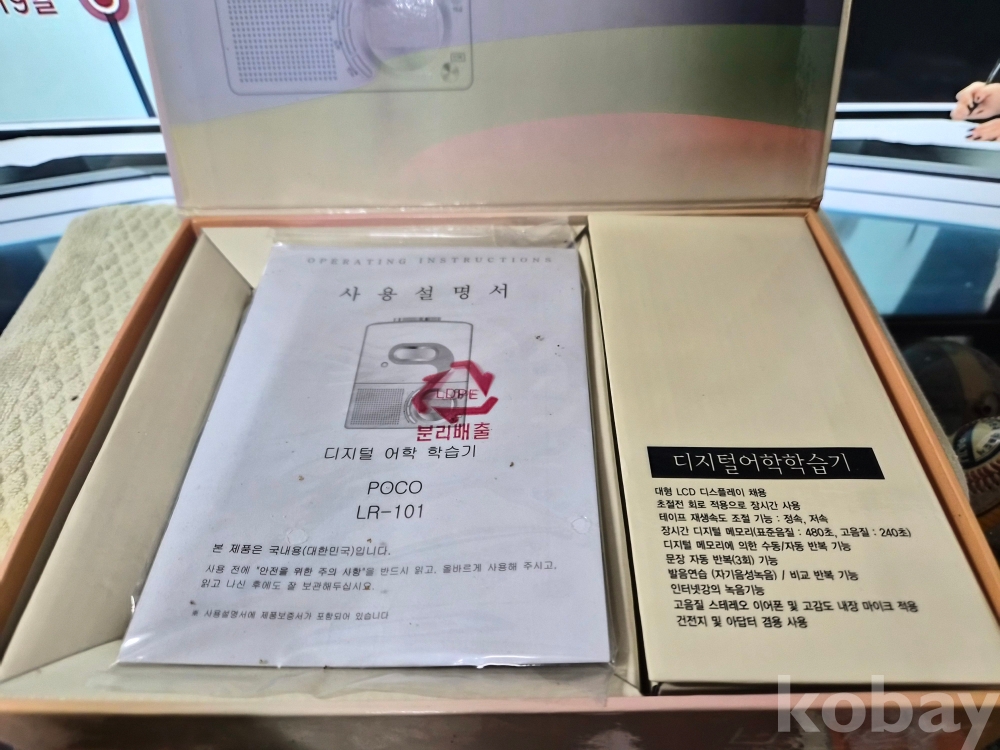 19일
OPERATING INSTRUCTIONS
사용설명서
LDPE
분리배출
디지털 어학 학습기
POCO
LR-101
본 제품은 국내용(대한민국)입니다.
사용 전에 "안전을 위한 주의 사항"을 반드시 읽고, 올바르게 사용해 주시고,
읽고 나신 후에도 잘 보관해두십시요.
※ 사용설명서에 제품보증서가 포함되어 있습니다
디지털어학학습기
대형 LCD 디스플레이 채용
초절전 회로 적용으로 장시간 사용
테이프 재생속도 조절 기능 : 정속, 저속
장시간 디지털 메모리(표준음질 : 480초, 고음질 : 240초)
디지털 메모리에 의한 수동/자동 반복 기능
문장 자동 반복(3회) 기능
발음연습 (자기음성녹음) / 비교 반복 기능
인터넷강의 녹음기능
고음질 스테레오 이어폰 및 고감도 내장 마이크 적용
건전지 및 아답터 겸용 사용
kobay